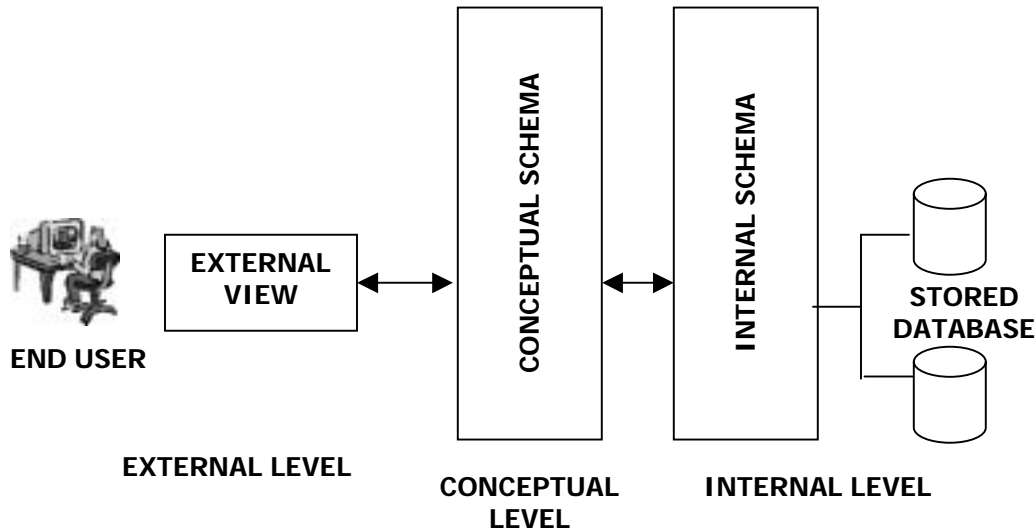 CONCEPTUAL SCHEMA
INTERNAL SCHEMA
EXTERNAL
VIEW
STORED
DATABASE
END USER
EXTERNAL LEVEL
CONCEPTUAL
LEVEL
INTERNAL LEVEL